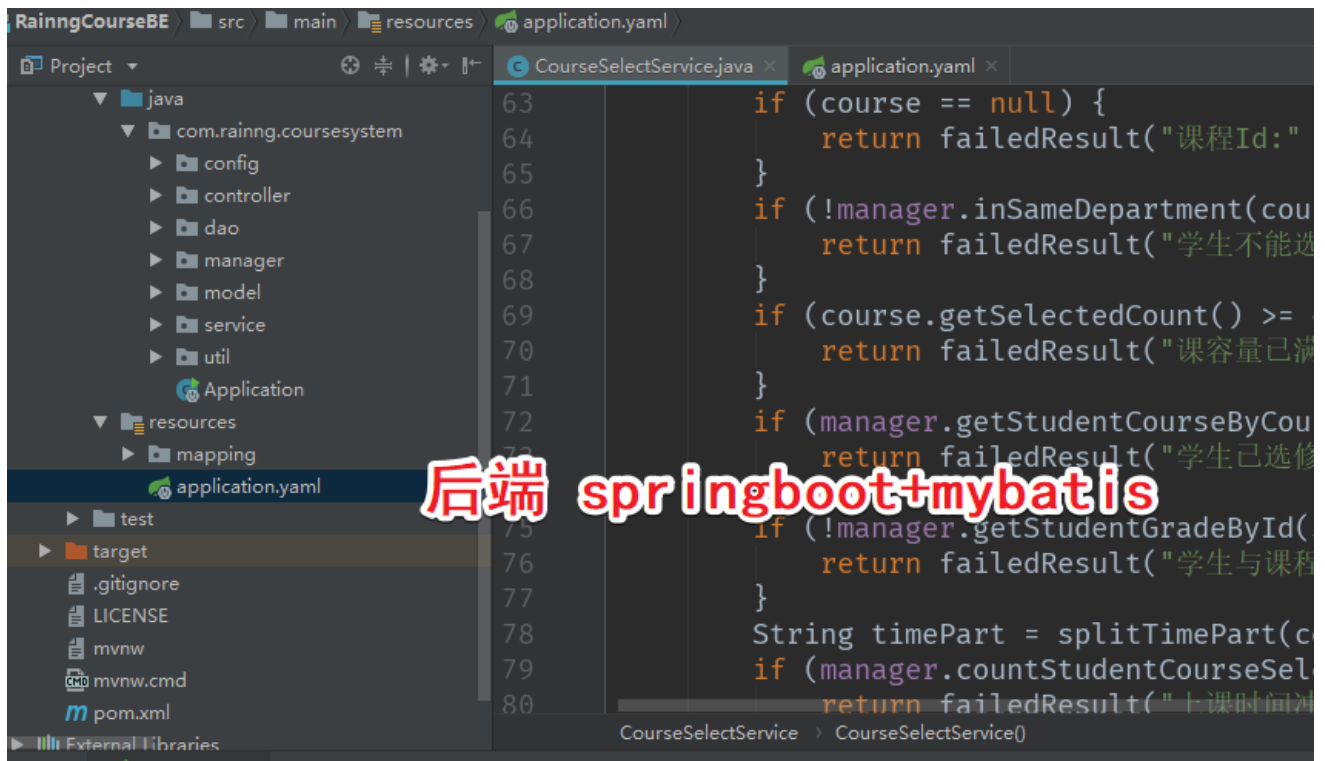 RainngCourseBE src main resources application.yaml
Project
CourseSelectService.java application.yaml
java
com.rainng.coursesystem
config
controller
dao
manager
model
service
util
Application
resources
mapping
application.yaml
test
target
.gitignore
LICENSE
mvnw
mvnw.cmd
pom.xml
External Libraries
63 if (course == null) {
64 return failedResult("课程Id:"
65 }
66 if (!manager.inSameDepartment(cou
67 return failedResult("学生不能选
68 }
69 if (course.getSelectedCount() >=
70 return failedResult("课容量已满
71 }
72 if (manager.getStudentCourseByCou
73 return failedResult("学生已选修
后端 springboot+mybatis
75 if (!manager.getStudentGradeById(
76 return failedResult("学生与课程
77 }
78 String timePart = splitTimePart(c
79 if (manager.countStudentCourseSel
80 return failedResult("上课时间冲
CourseSelectService CourseSelectService()